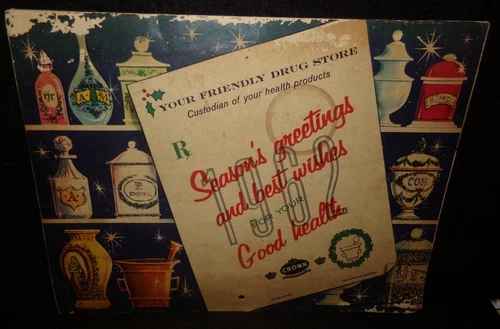 YOUR FRIENDLY DRUG STORE
Custodian of your health products
Rx
1962
Season's greetings
and best wishes
FOR YOUR
Good health.
CROWN